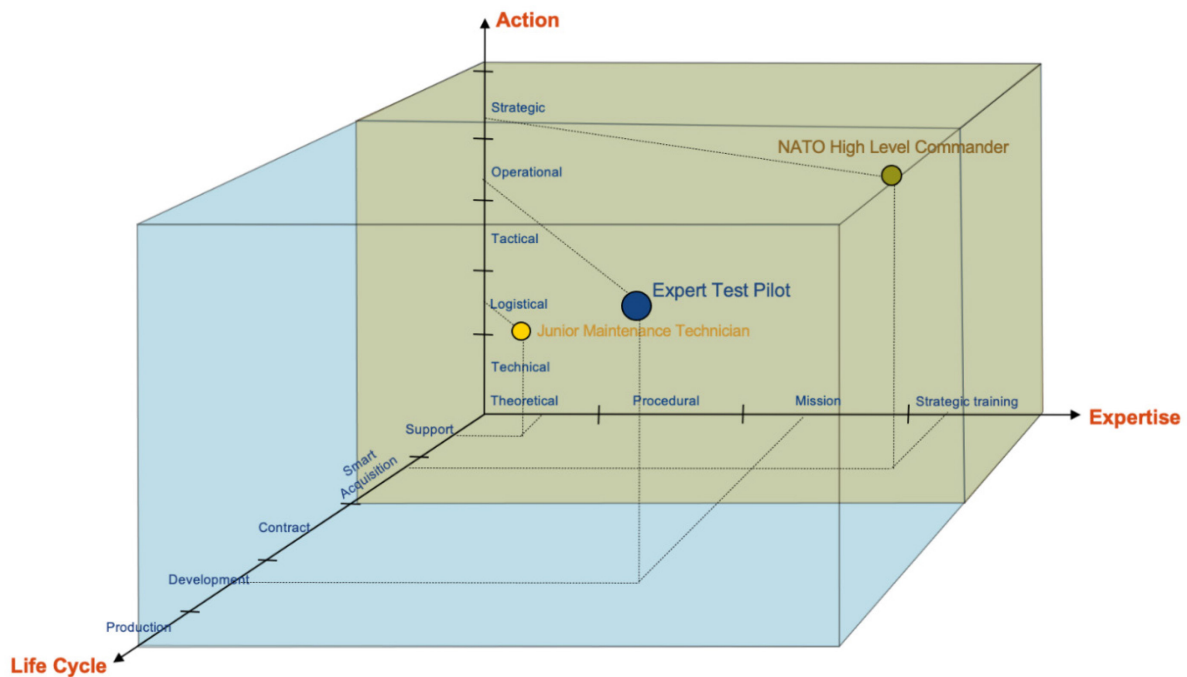 Action
Strategic
NATO High Level Commander
Operational
Tactical
Expert Test Pilot
Logistical
Junior Maintenance Technician
Technical
Theoretical
Procedural
Mission
Strategic training
Expertise
Support
Smart
Acquisition
Contract
Development
Production
Life Cycle